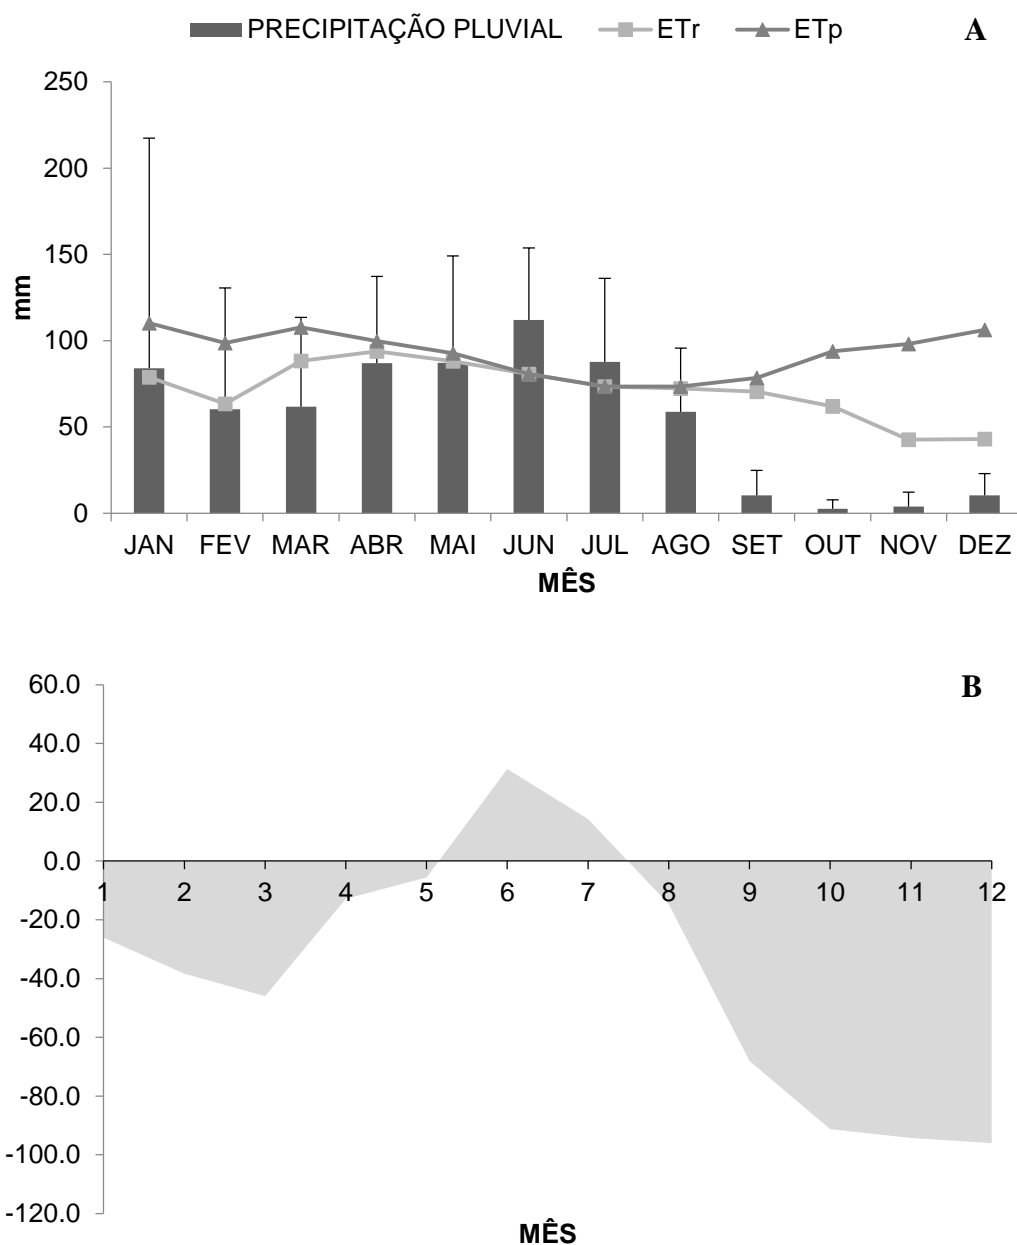 PRECIPITAÇÃO PLUVIAL ETr ETp A
250
200
150
100
50
0
mm
JAN FEV MAR ABR MAI JUN JUL AGO SET OUT NOV DEZ
MÊS
B
60.0
40.0
20.0
0.0
1 2 3 4 5 6 7 8 9 10 11 12
-20.0
-40.0
-60.0
-80.0
-100.0
-120.0
MÊS